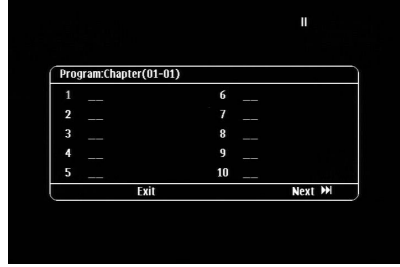 Program:Chapter(01-01)
1 __ 6 __
2 __ 7 __
3 __ 8 __
4 __ 9 __
5 __ 10 __
Exit Next